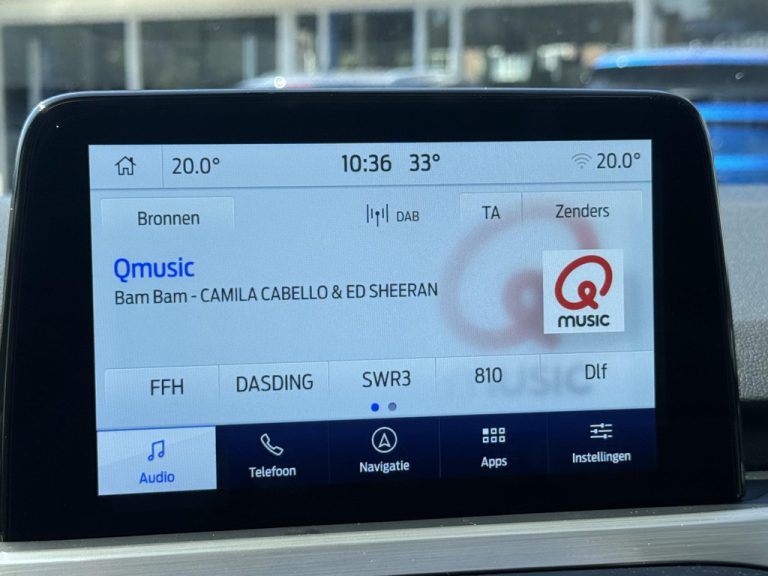 20.0° 10:36 33° 20.0°
Bronnen DAB TA Zenders
Qmusic
Bam Bam - CAMILA CABELLO & ED SHEERAN
MUSIC
FFH DASDING SWR3 810 Dlf
Audio Telefoon Navigatie Apps Instellingen